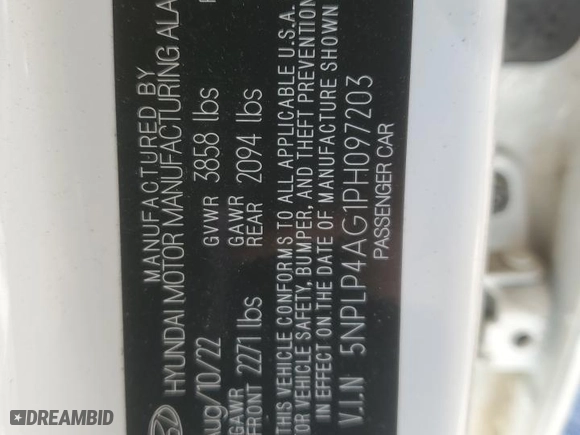 MANUFACTURED BY
HYUNDAI MOTOR MANUFACTURING ALA
Aug/10/22 GVWR 3858 lbs
GAWR GAWR
FRONT 2271 lbs REAR 2094 lbs
THIS VEHICLE CONFORMS TO ALL APPLICABLE U.S.A.
FOR VEHICLE SAFETY, BUMPER, AND THEFT PREVENTION
IN EFFECT ON THE DATE OF MANUFACTURE SHOWN
V.I.N 5NPLP4AG1PH097203
PASSENGER CAR
DREAMBID